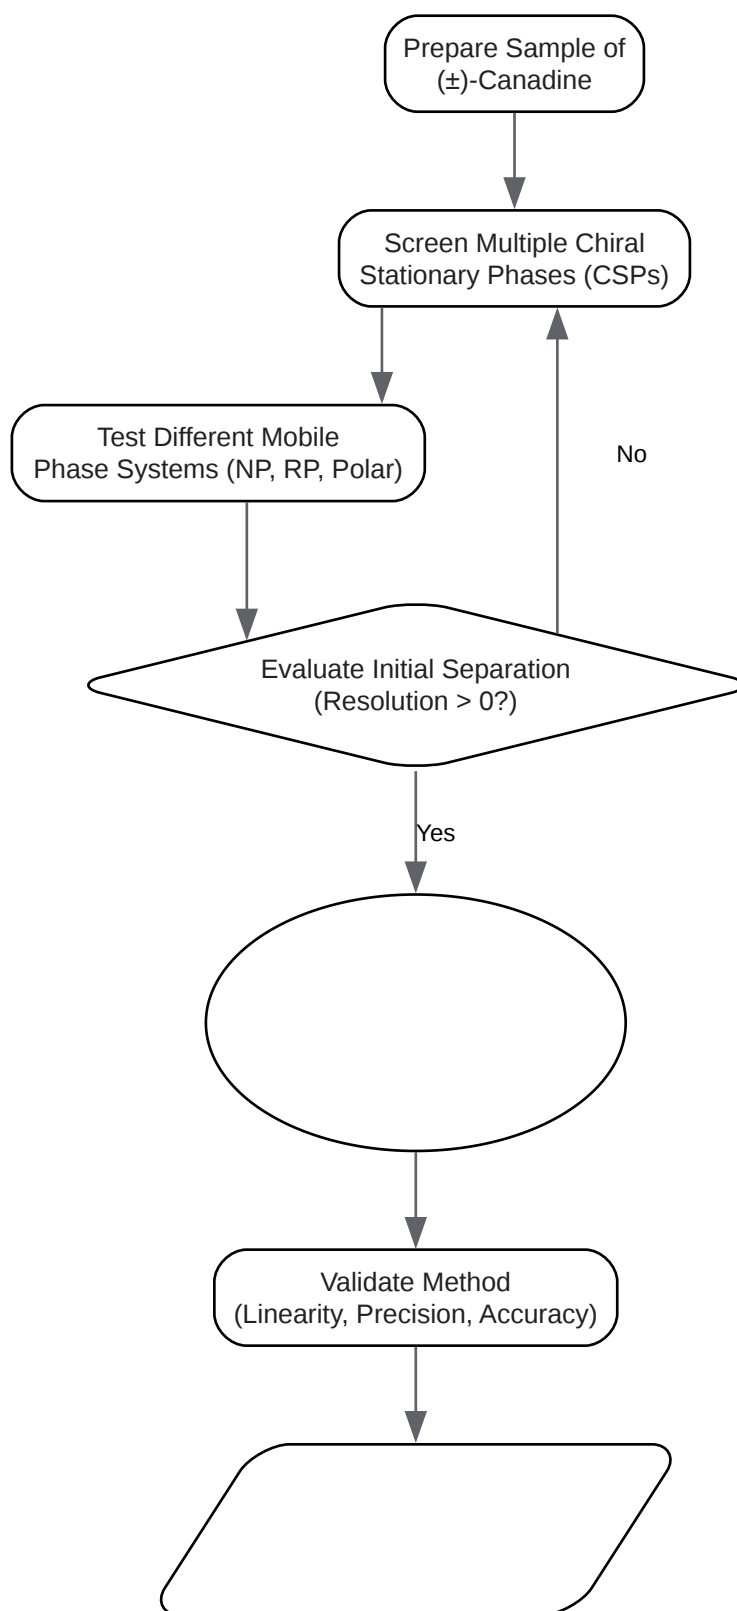 Prepare Sample of
(±)-Canadine
Screen Multiple Chiral
Stationary Phases (CSPs)
Test Different Mobile
Phase Systems (NP, RP, Polar)
No
Evaluate Initial Separation
(Resolution > 0?)
Yes
Validate Method
(Linearity, Precision, Accuracy)